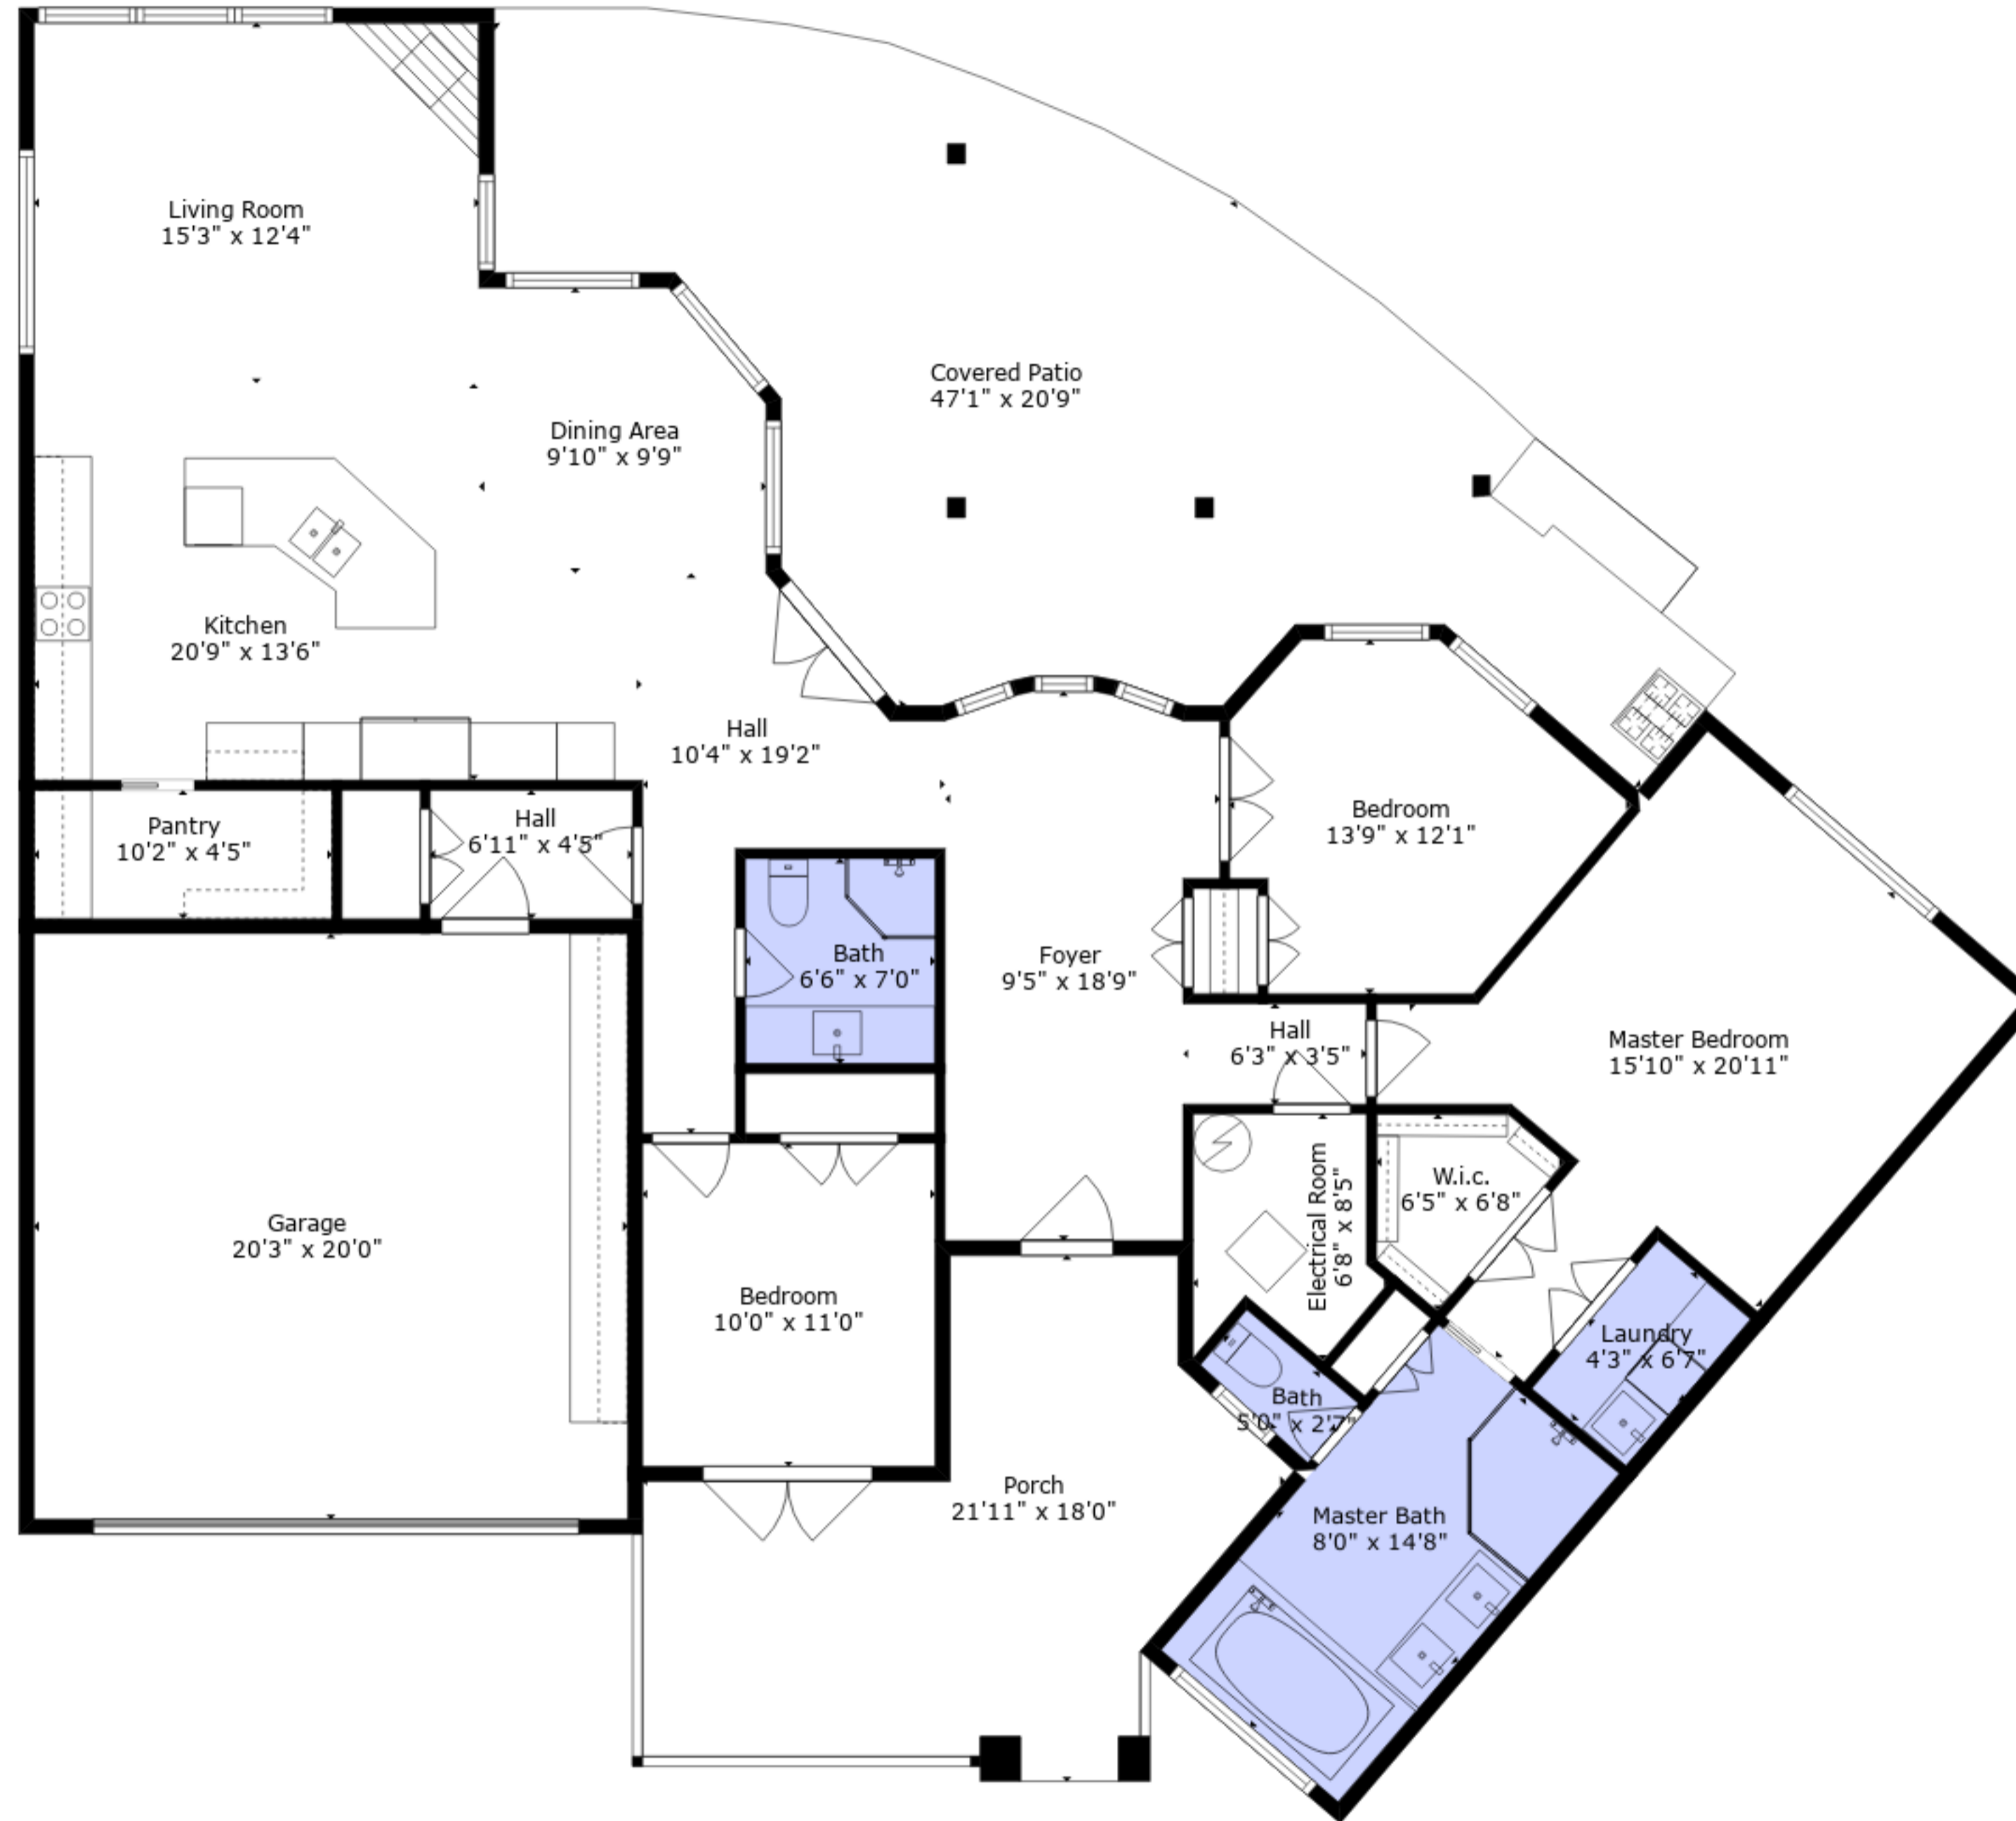 Living Room
15'3" x 12'4"
Covered Patio
47'1" x 20'9"
Dining Area
9'10" x 9'9"
Kitchen
20'9" x 13'6"
Hall
10'4" x 19'2"
Pantry
10'2" x 4'5"
Hall
6'11" x 4'5"
Bedroom
13'9" x 12'1"
Bath
6'6" x 7'0"
Foyer
9'5" x 18'9"
Hall
6'3" x 3'5"
Master Bedroom
15'10" x 20'11"
Electrical Room
6'8" x 8'5"
W.i.c.
6'5" x 6'8"
Garage
20'3" x 20'0"
Bedroom
10'0" x 11'0"
Laundry
4'3" x 6'7"
Bath
5'0" x 2'7"
Porch
21'11" x 18'0"
Master Bath
8'0" x 14'8"